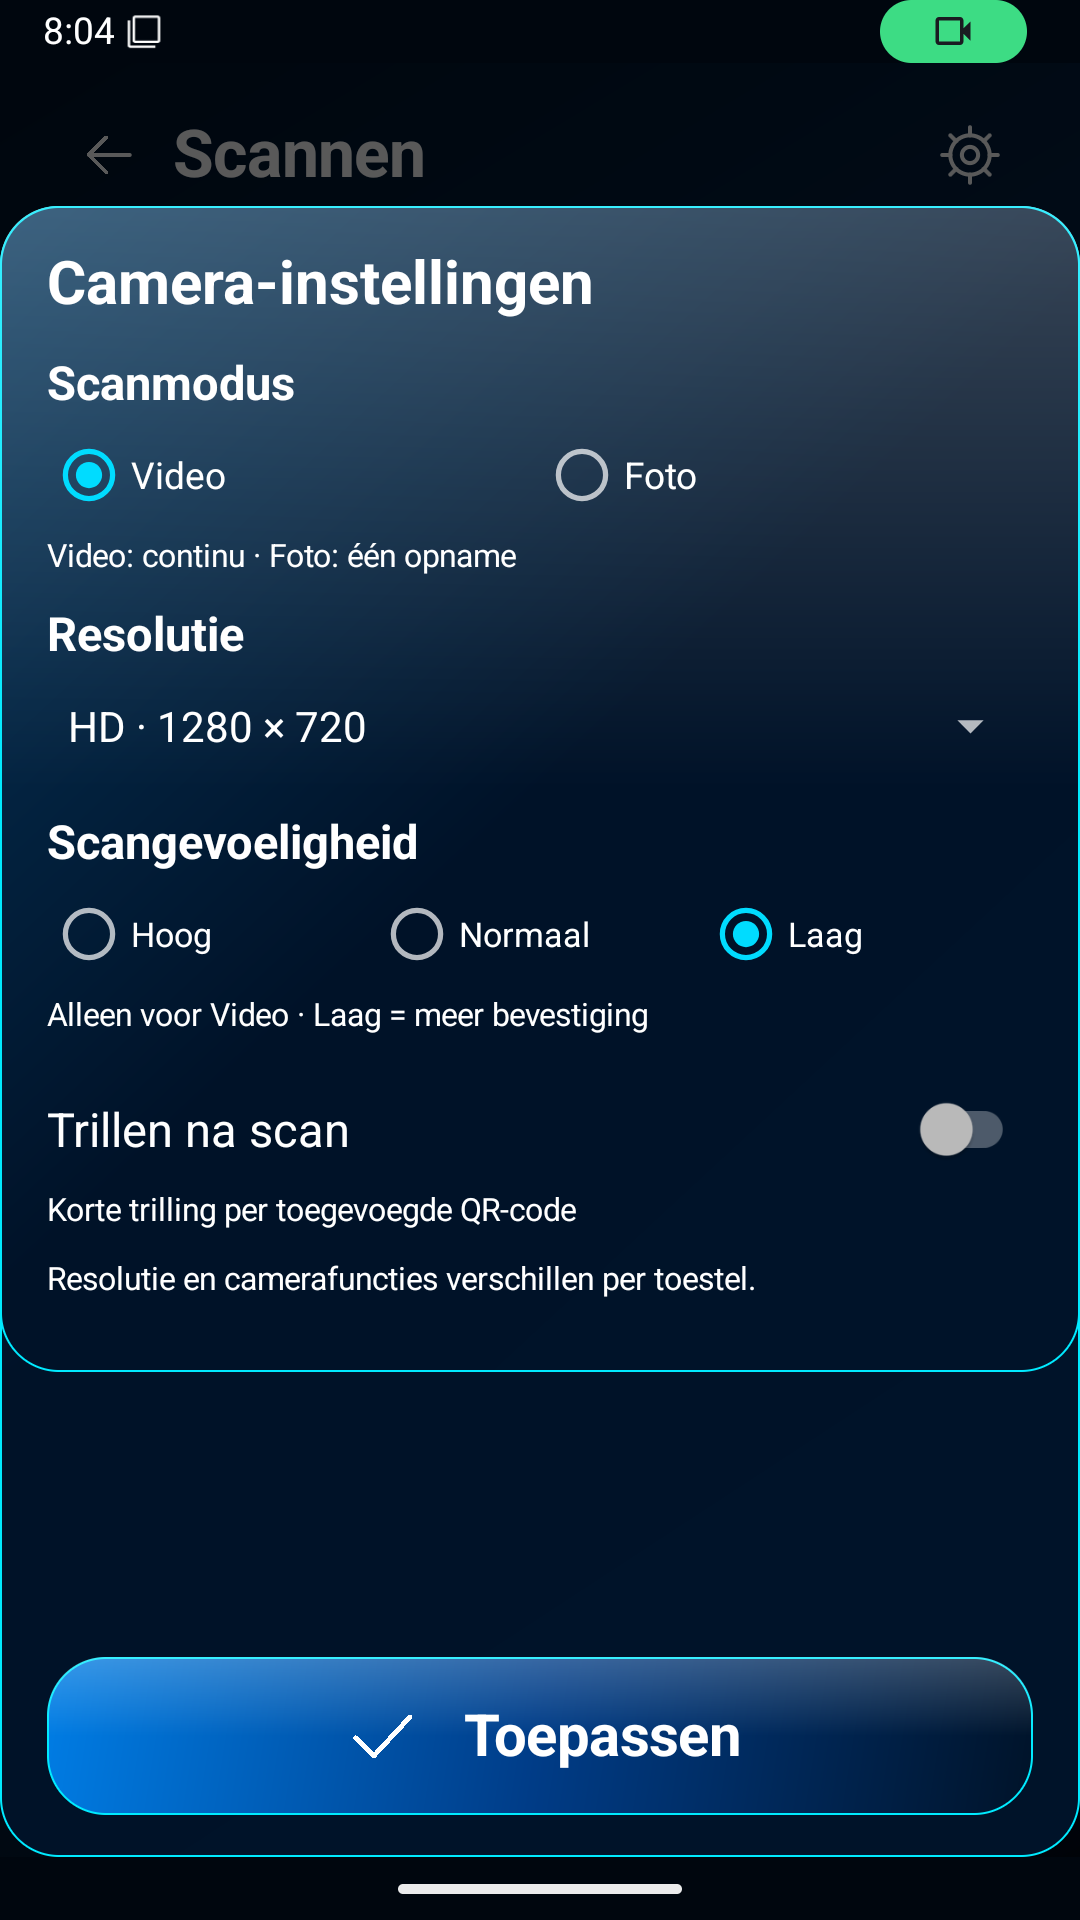 8:04
Scannen
Camera-instellingen
Scanmodus
Video
Foto
Video: continu · Foto: één opname
Resolutie
HD · 1280 × 720
Scangevoeligheid
Hoog
Normaal
Laag
Alleen voor Video · Laag = meer bevestiging
Trillen na scan
Korte trilling per toegevoegde QR-code
Resolutie en camerafuncties verschillen per toestel.
Toepassen